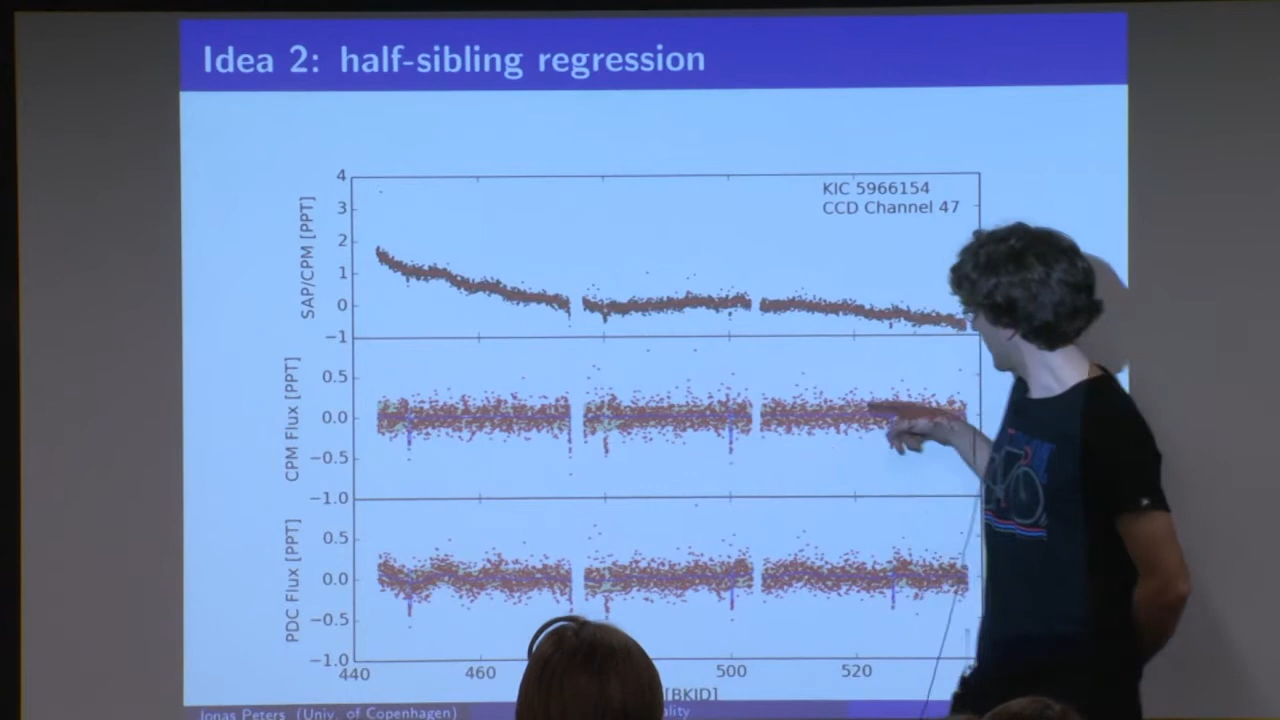 Idea 2: half-sibling regression
KIC 5966154
CCD Channel 47
SAP/CPM [PPT]
4
3
2
1
0
−1
CPM Flux [PPT]
0.5
0.0
−0.5
−1.0
PDC Flux [PPT]
0.5
0.0
−0.5
−1.0
440 460 500 520
[BKID]
Jonas Peters (Univ. of Copenhagen)